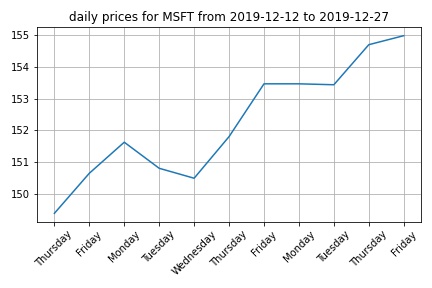 daily prices for MSFT from 2019-12-12 to 2019-12-27
155
154
153
152
151
150
Thursday
Friday
Monday
Tuesday
Wednesday
Thursday
Friday
Monday
Tuesday
Thursday
Friday